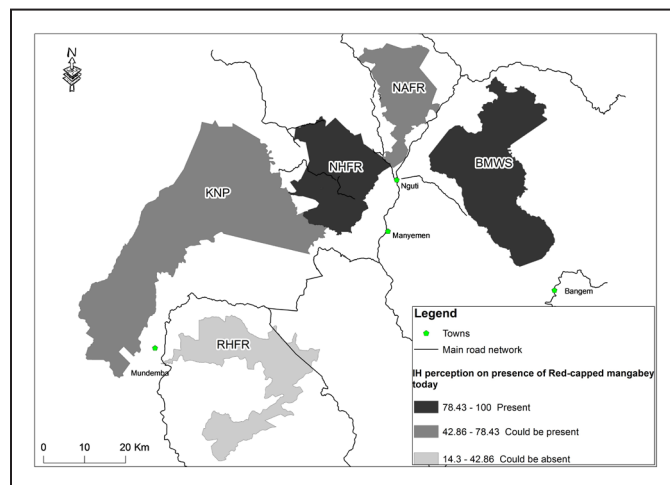 N
NAFR
NHFR
BMWS
KNP
Nguti
Manyemen
Bangem
RHFR
Mundemba
0 10 20 Km
Legend
Towns
Main road network
IH perception on presence of Red-capped mangabey
today
78.43 - 100 Present
42.86 - 78.43 Could be present
14.3 - 42.86 Could be absent